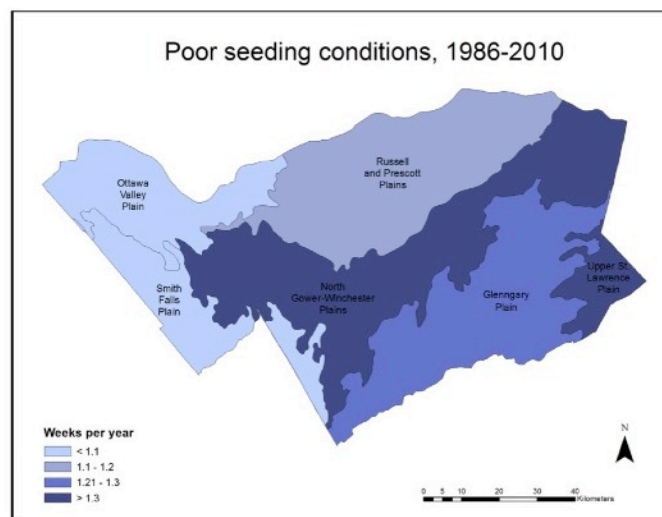 Poor seeding conditions, 1986-2010
Russell
and Prescott
Plains
Ottawa
Valley
Plain
Upper St.
Lawrence
Plain
Smith
Falls
Plain
North
Gower-Winchester
Plains
Glenngary
Plain
Weeks per year
< 1.1
1.1 - 1.2
1.21 - 1.3
> 1.3
N
0 5 10 20 30 40
Kilometers